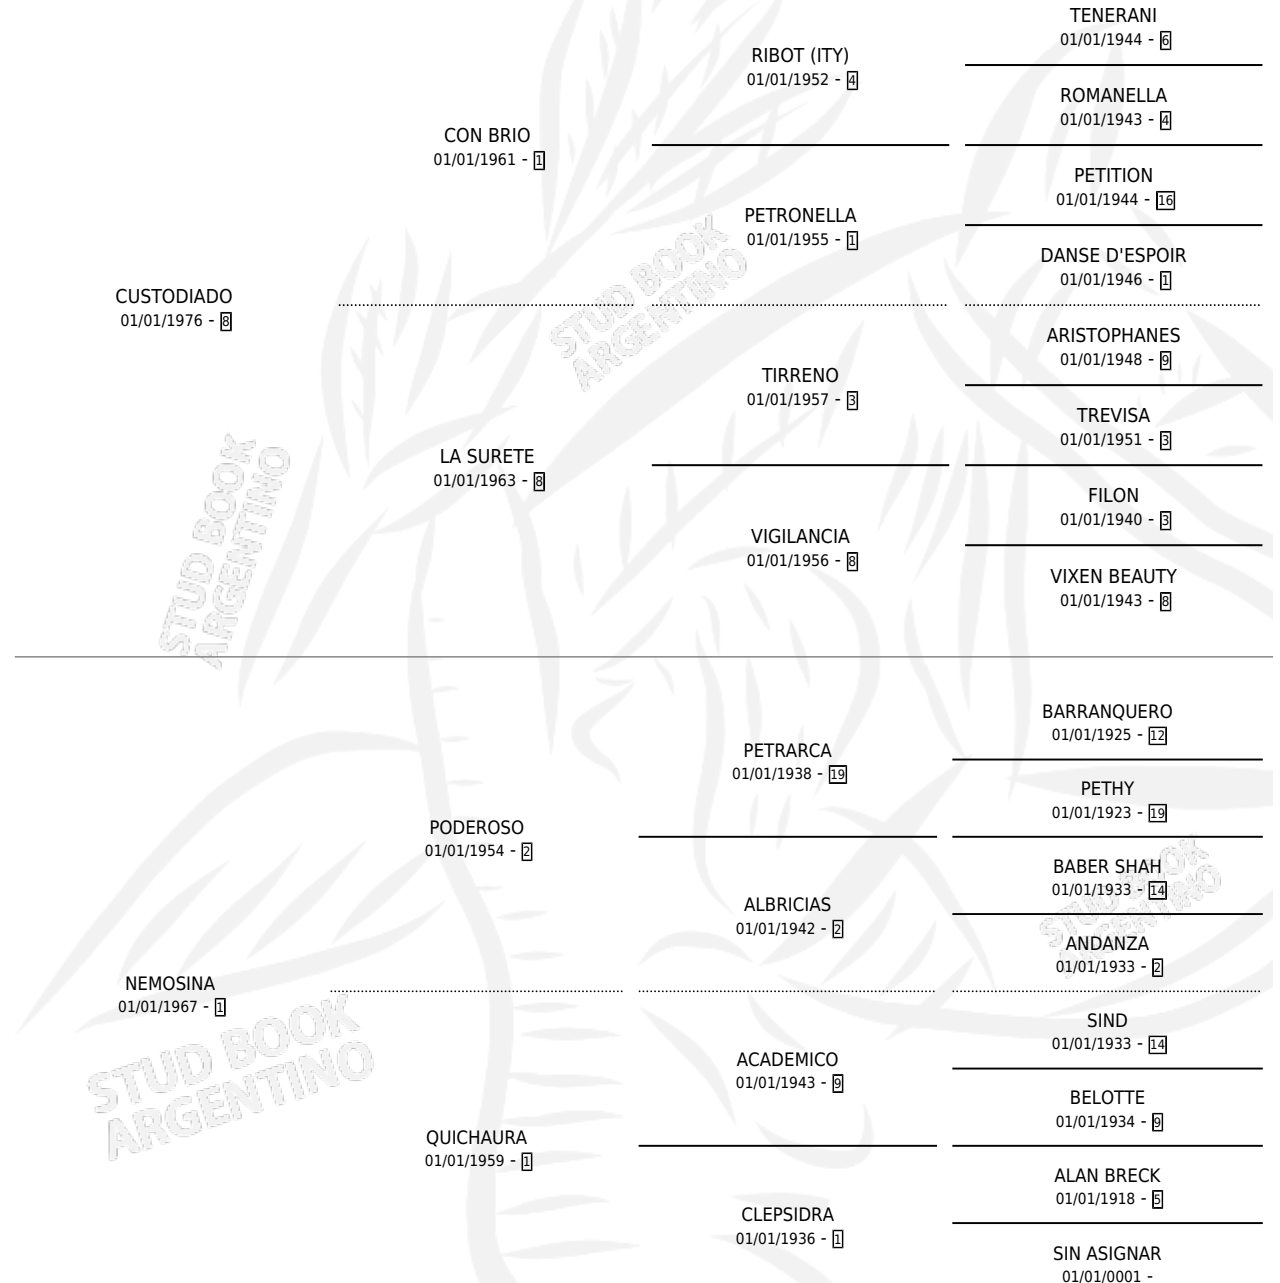 TENERANI
01/01/1944 - 6
RIBOT (ITY)
01/01/1952 - 4
ROMANELLA
01/01/1943 - 4
CON BRIO
01/01/1961 - 1
PETITION
01/01/1944 - 16
PETRONELLA
01/01/1955 - 1
DANSE D'ESPOIR
01/01/1946 - 1
CUSTODIADO
01/01/1976 - 8
STUD BOOK
ARGENTINO
ARISTOPHANES
01/01/1948 - 9
TIRRENO
01/01/1957 - 3
TREVISA
01/01/1951 - 3
LA SURETE
01/01/1963 - 8
FILON
01/01/1940 - 3
VIGILANCIA
01/01/1956 - 8
VIXEN BEAUTY
01/01/1943 - 8
STUD BOOK
ARGENTINO
BARRANQUERO
01/01/1925 - 12
PETRARCA
01/01/1938 - 19
PETHY
01/01/1923 - 19
PODEROSO
01/01/1954 - 2
BABER SHAH
01/01/1933 - 14
ALBRICIAS
01/01/1942 - 2
STUD BOOK
ARGENTINO
ANDANZA
01/01/1933 - 2
NEMOSINA
01/01/1967 - 1
SIND
01/01/1933 - 14
STUD BOOK
ARGENTINO
ACADEMICO
01/01/1943 - 9
BELOTTE
01/01/1934 - 9
QUICHAURA
01/01/1959 - 1
ALAN BRECK
01/01/1918 - 5
CLEPSIDRA
01/01/1936 - 1
SIN ASIGNAR
01/01/0001 -